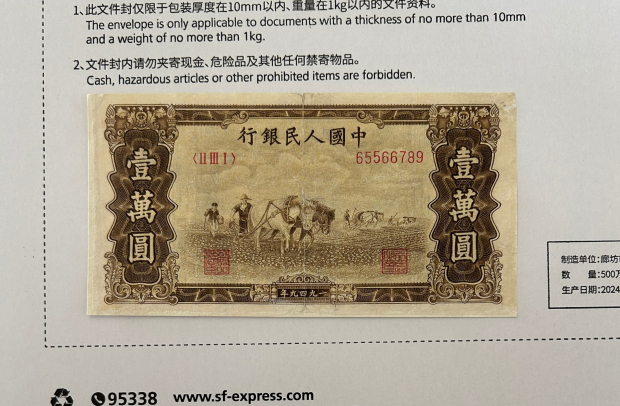 1、此文件封仅限于包装厚度在10mm以内、重量在1kg以内的文件资料。
The envelope is only applicable to documents with a thickness of no more than 10mm
and a weight of no more than 1kg.
2、文件封内请勿夹寄现金、危险品及其他任何禁寄物品。
Cash, hazardous articles or other prohibited items are forbidden.
行銀民人國中
〈II III I〉 65566789
壹萬圓
壹萬圓
年九四九一
制造单位:廊坊
数 量:500万
生产日期:2024
95338 www.sf-express.com